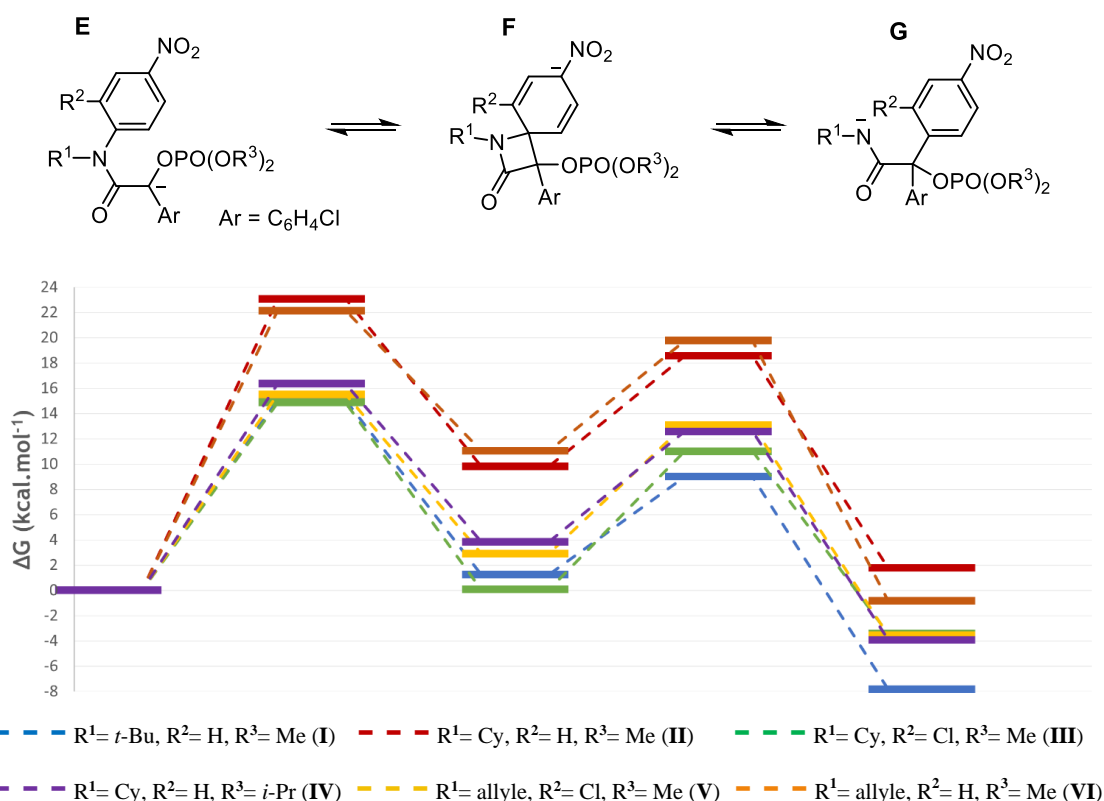 E
F
G
NO₂
R²
R¹
N
OPO(OR³)₂
O
Ar
Ar = C₆H₄Cl
NO₂
R²
R¹
N
OPO(OR³)₂
O
Ar
NO₂
R²
R¹
N
O
Ar
OPO(OR³)₂
ΔG (kcal.mol⁻¹)
24
22
20
18
16
14
12
10
8
6
4
2
0
-2
-4
-6
-8
R¹= t-Bu, R²= H, R³= Me (I)
R¹= Cy, R²= H, R³= Me (II)
R¹= Cy, R²= Cl, R³= Me (III)
R¹= Cy, R²= H, R³= i-Pr (IV)
R¹= allyle, R²= Cl, R³= Me (V)
R¹= allyle, R²= H, R³= Me (VI)